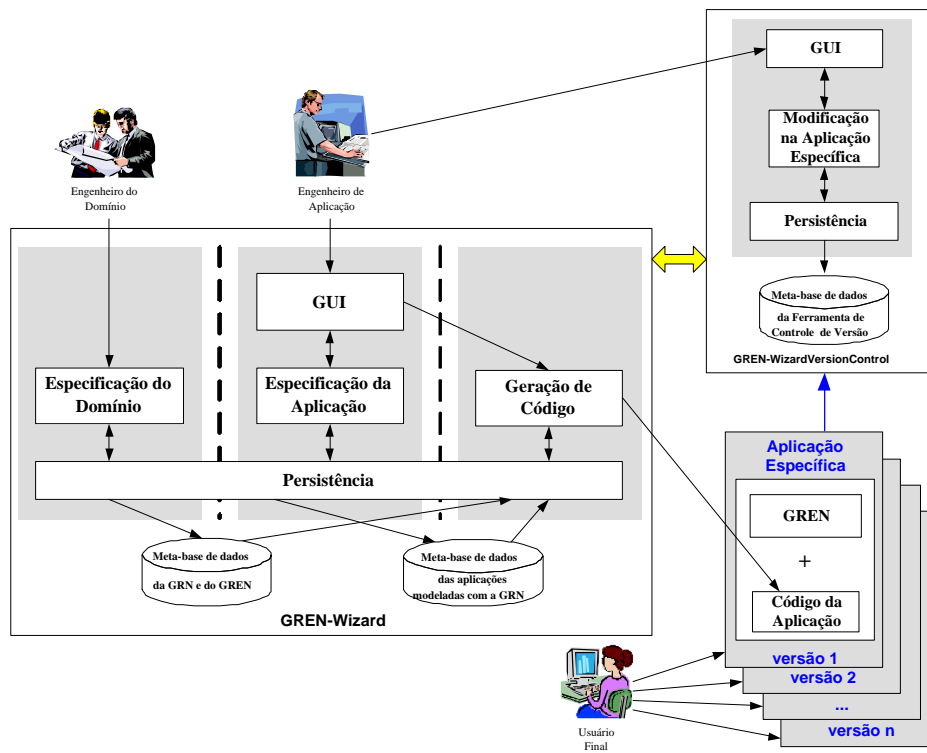 GUI
Modificação
na Aplicação
Específica
Persistência
Meta-base de dados
da Ferramenta de
Controle de Versão
GREN-WizardVersionControl
Engenheiro do
Domínio
Engenheiro de
Aplicação
GUI
Especificação do
Domínio
Especificação da
Aplicação
Geração de
Código
Persistência
Meta-base de dados
da GRN e do GREN
Meta-base de dados
das aplicações
modeladas com a GRN
GREN-Wizard
Aplicação
Específica
GREN
+
Código da
Aplicação
versão 1
versão 2
...
versão n
Usuário
Final